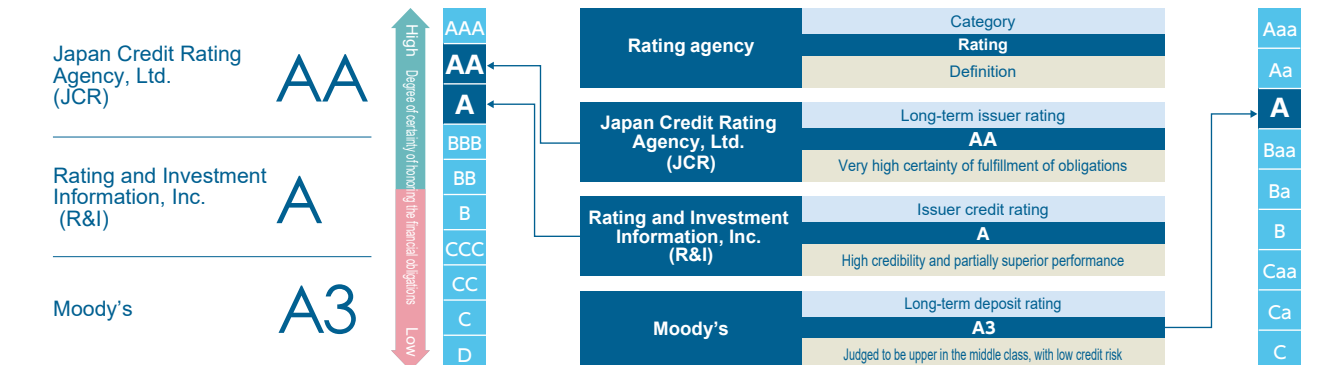 Japan Credit Rating
Agency, Ltd.
(JCR)
AA
Rating and Investment
Information, Inc.
(R&I)
A
Moody's
A3
High Degree of certainty of honoring the financial obligations Low
AAA
AA
A
BBB
BB
B
CCC
CC
C
D
Rating agency
Category
Rating
Definition
Japan Credit Rating
Agency, Ltd.
(JCR)
Long-term issuer rating
AA
Very high certainty of fulfillment of obligations
Rating and Investment
Information, Inc.
(R&I)
Issuer credit rating
A
High credibility and partially superior performance
Moody's
Long-term deposit rating
A3
Judged to be upper in the middle class, with low credit risk
Aaa
Aa
A
Baa
Ba
B
Caa
Ca
C